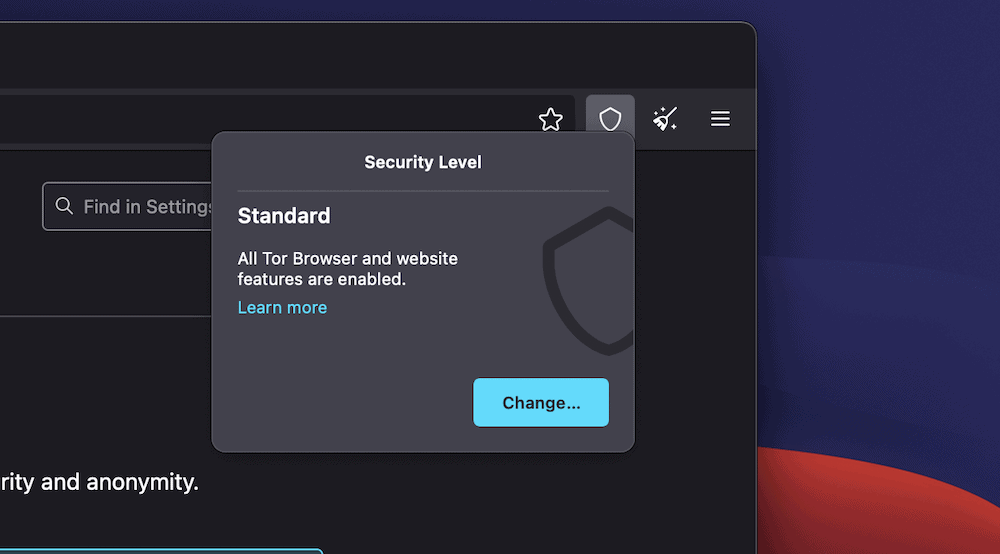 Security Level
Find in Settings
Standard
All Tor Browser and website
features are enabled.
Learn more
Change...
rity and anonymity.